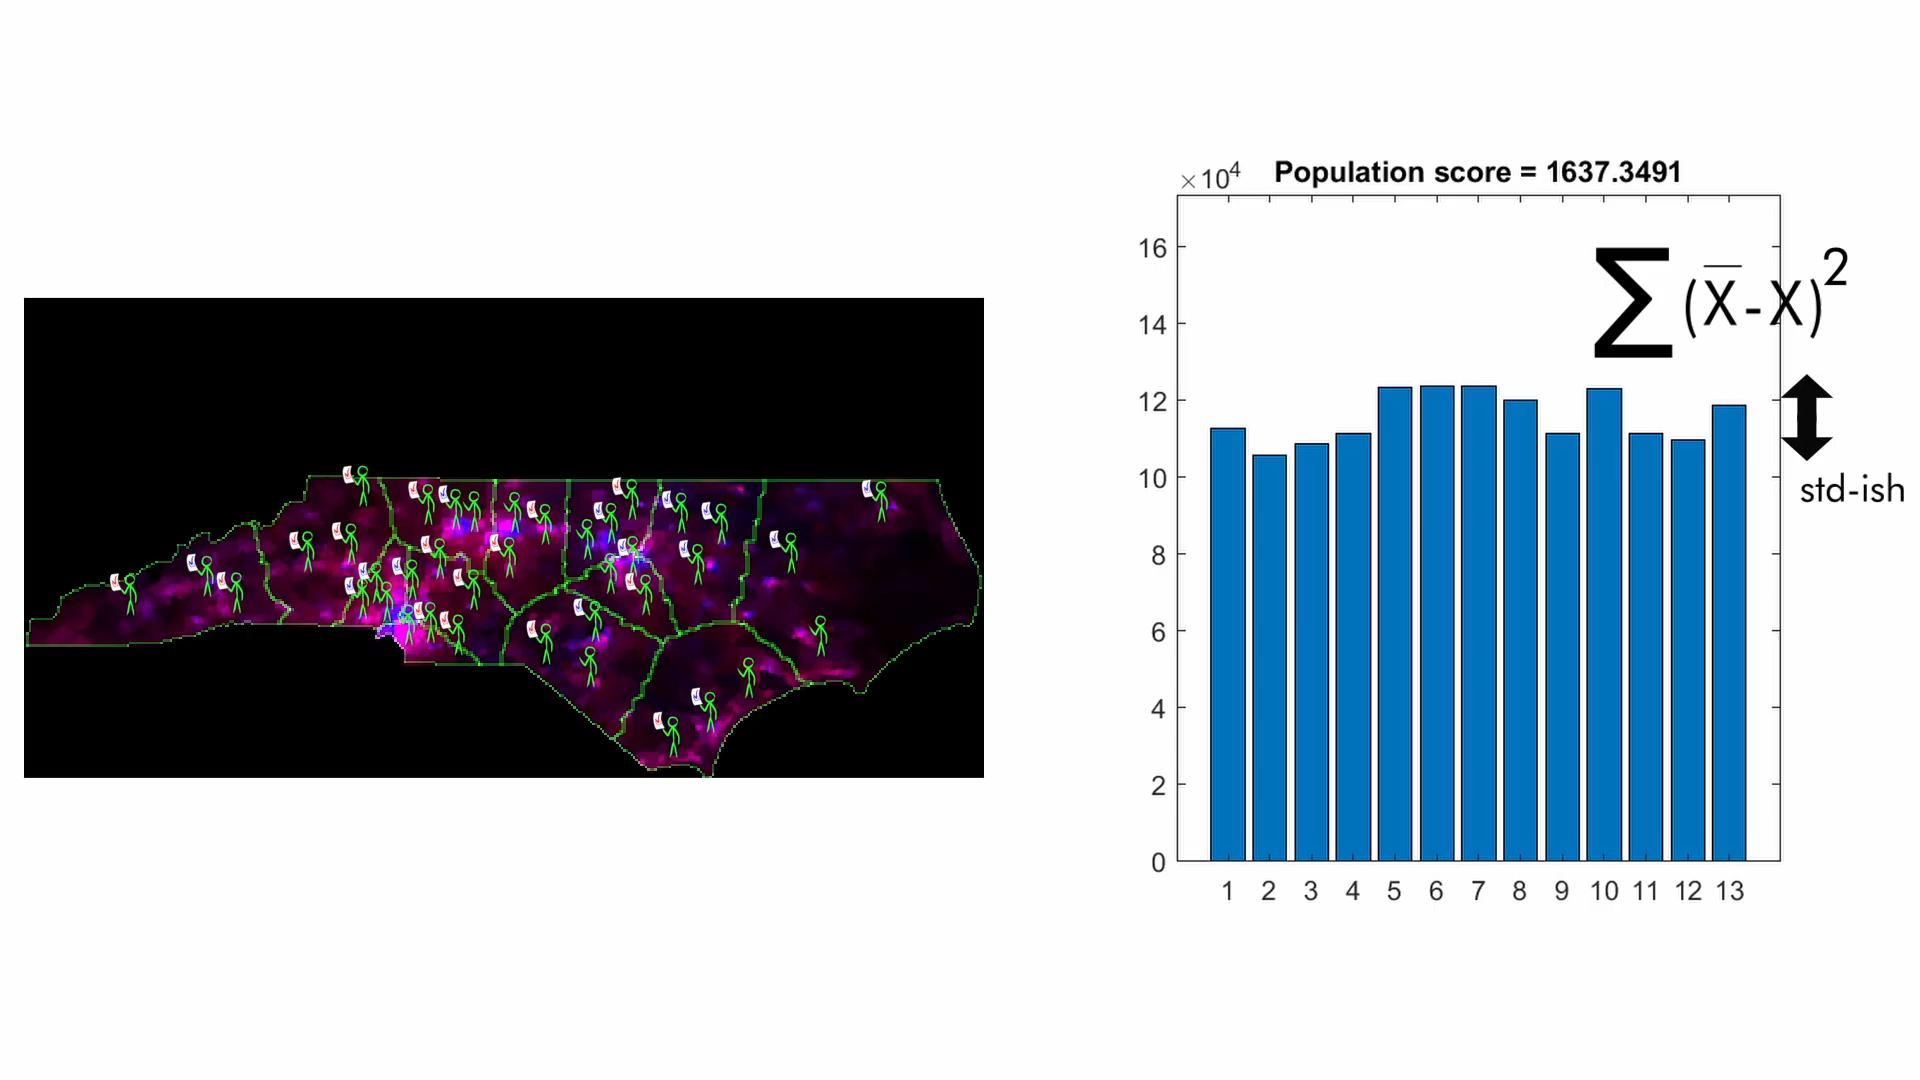 ×10⁴ Population score = 1637.3491
16
∑ (X̅-X)²
14
12
10
std-ish
8
6
4
2
0
1 2 3 4 5 6 7 8 9 10 11 12 13